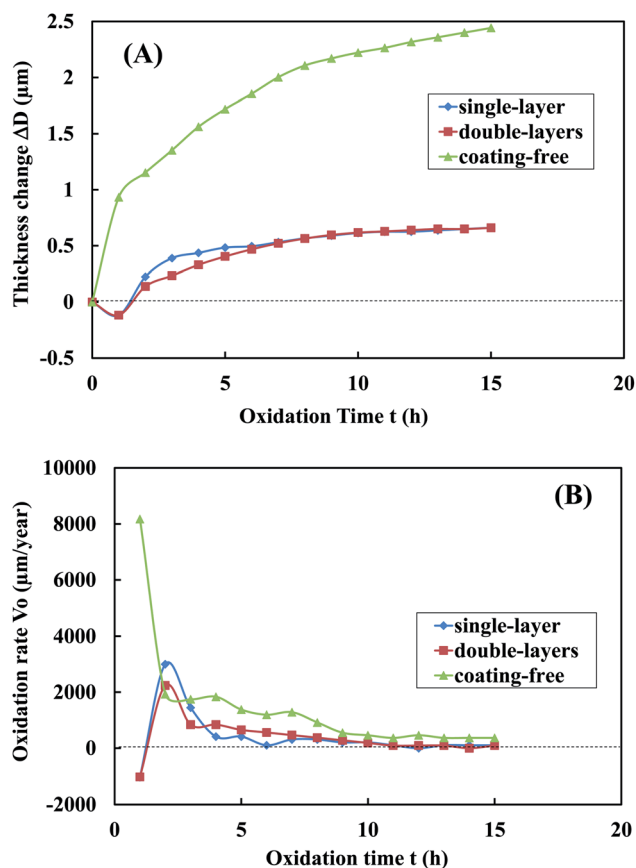 (A)
2.5
2
1.5
1
0.5
0
-0.5
Thickness change ΔD (μm)
single-layer
double-layers
coating-free
0
5
10
15
20
Oxidation Time t (h)
(B)
10000
8000
6000
4000
2000
0
-2000
Oxidation rate Vo (μm/year)
single-layer
double-layers
coating-free
0
5
10
15
20
Oxidation time t (h)